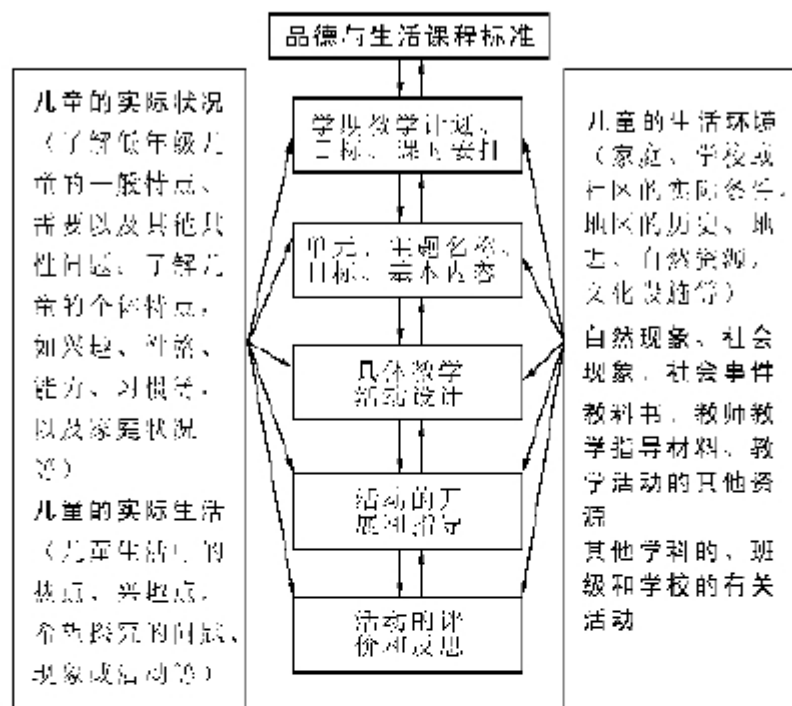 品德与生活课程标准
儿童的实际状况
（了解低年级儿
童的一般特点、
需要以及其他共
性问题、了解儿
童的个体特点，
如兴趣、性格、
能力、习惯等，
以及家庭状况
等）
儿童的实际生活
（儿童生活中的
热点、兴趣点，
希望探究的问题、
现象或活动等）
学期教学计划、
目标、课时安排
单元、主题名称、
目标、基本内容
具体教学
活动设计
活动的开
展和指导
活动的评
价和反思
儿童的生活环境
（家庭、学校或
社区的实际条件，
地区的历史、地
理、自然资源，
文化设施等）
自然现象、社会
现象，社会事件
教科书，教师教
学指导材料、教
学活动的其他资
源
其他学科的、班
级和学校的有关
活动